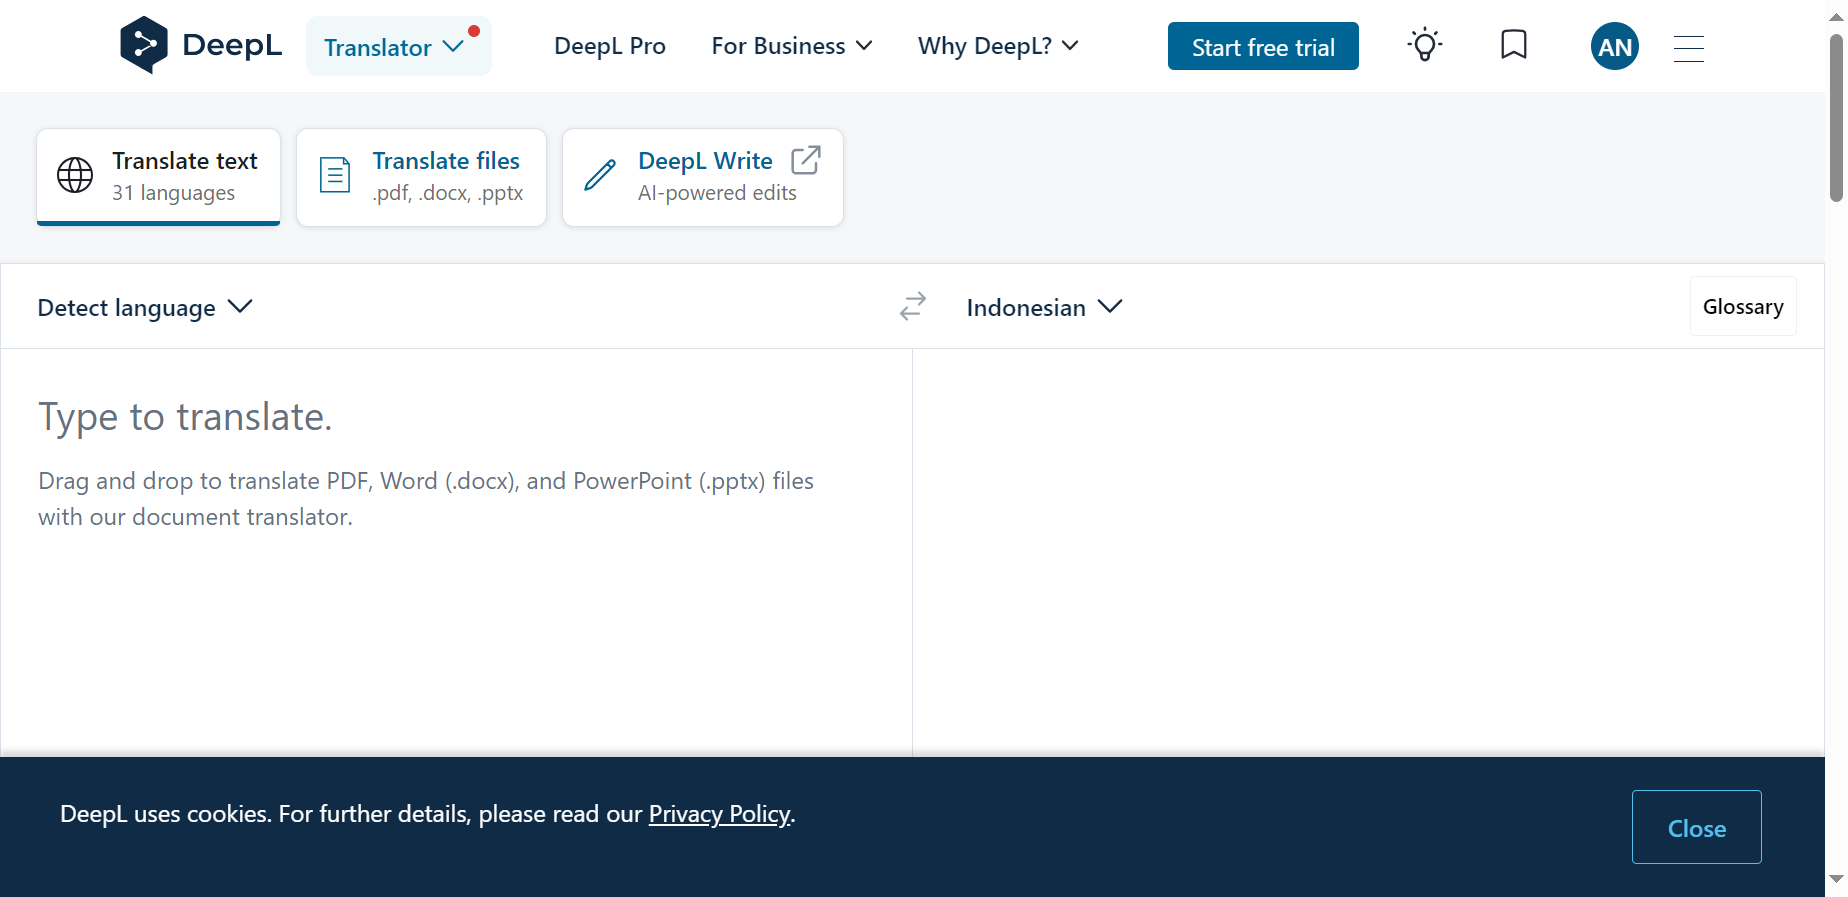 DeepL
Translator
DeepL Pro
For Business
Why DeepL?
Start free trial
AN
Translate text
31 languages
Translate files
.pdf, .docx, .pptx
DeepL Write
AI-powered edits
Detect language
Indonesian
Glossary
Type to translate.
Drag and drop to translate PDF, Word (.docx), and PowerPoint (.pptx) files
with our document translator.
DeepL uses cookies. For further details, please read our Privacy Policy.
Close